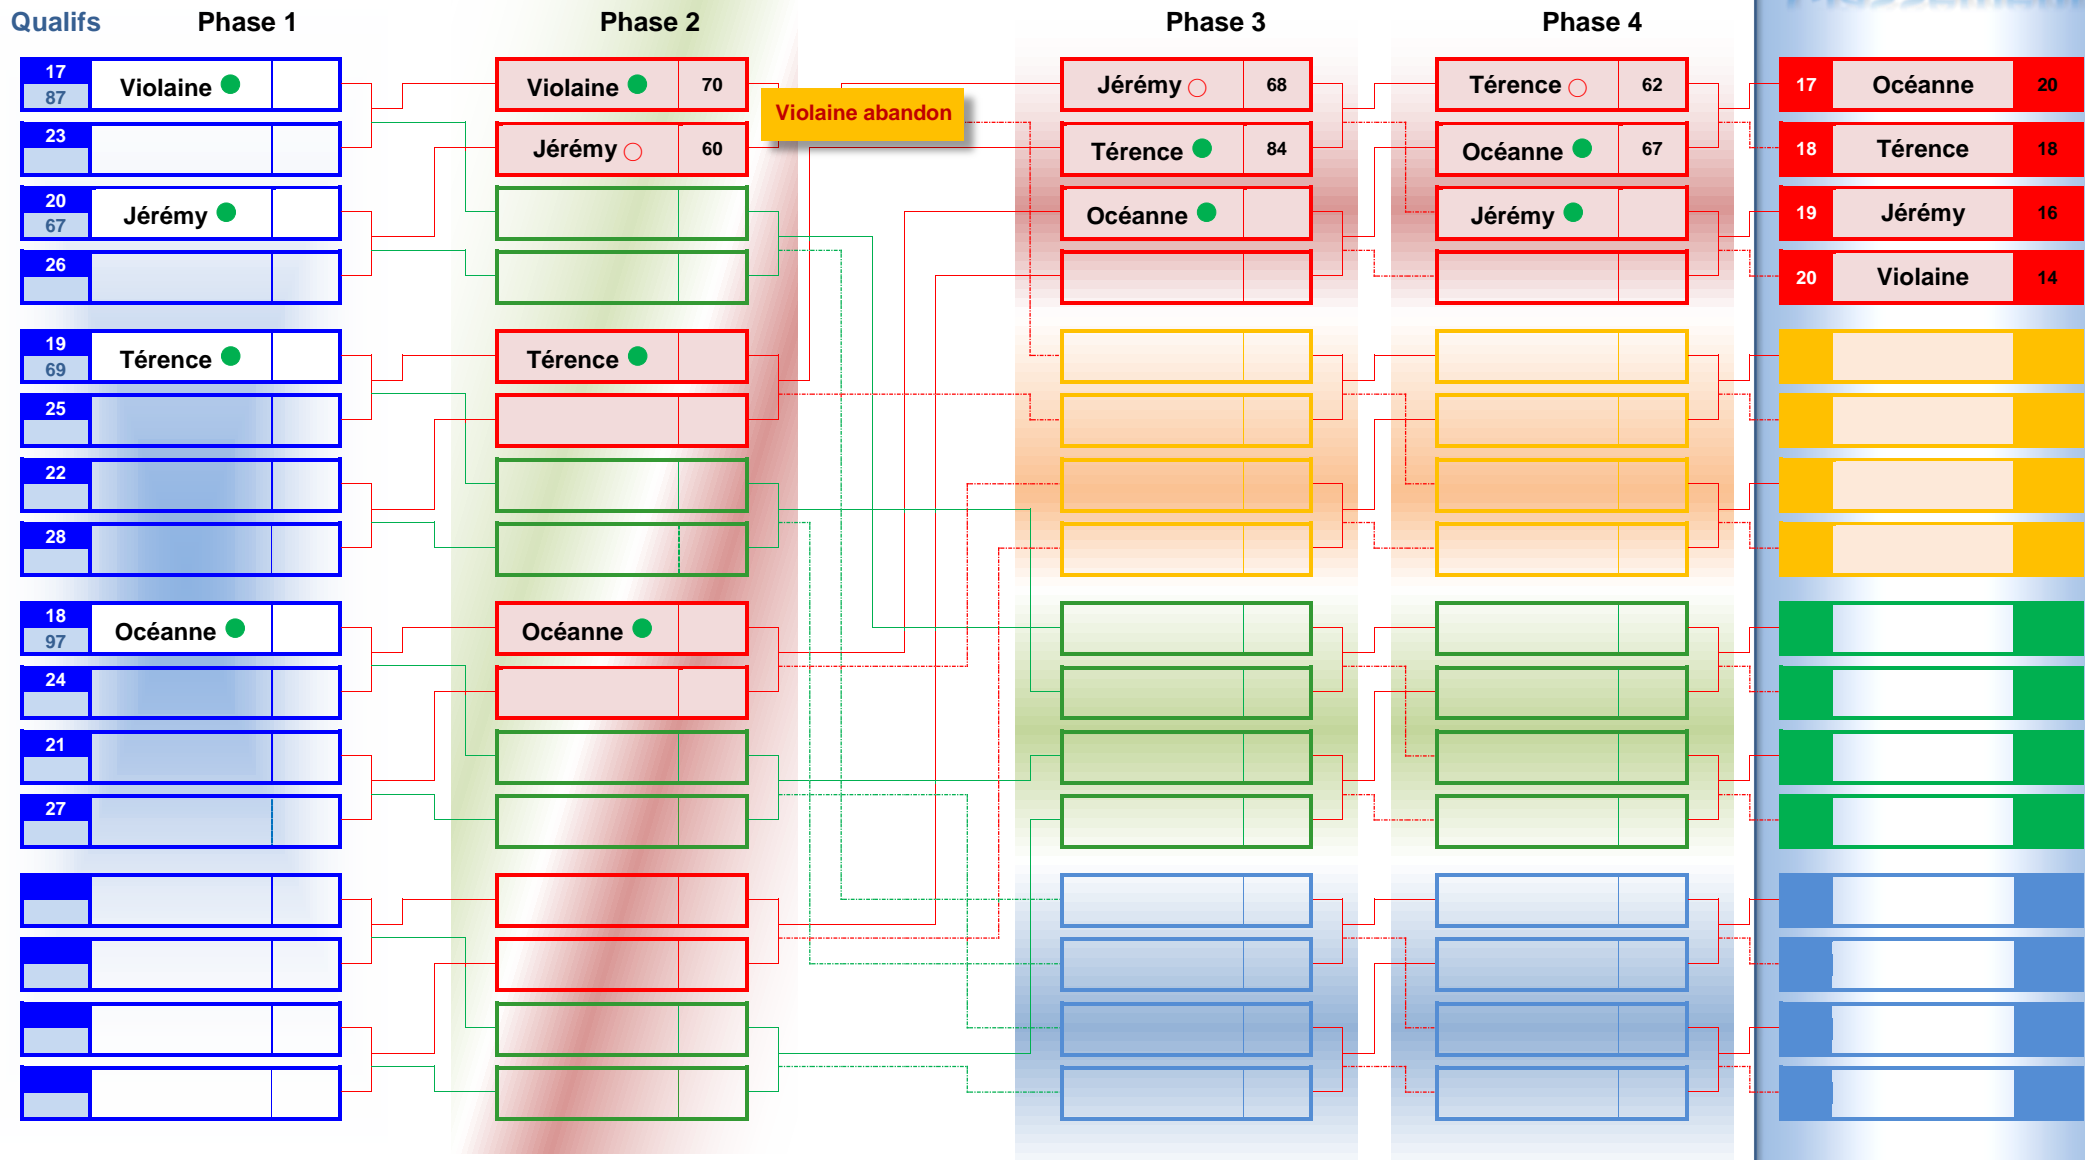 Qualifs Phase 1 Phase 2 Phase 3 Phase 4
17 87 Violaine
23
20 67 Jérémy
26
19 69 Térence
25
22
28
18 97 Océanne
24
21
27
Violaine 70
Jérémy 60
Térence
Océanne
Violaine abandon
Jérémy 68
Térence 84
Océanne
Térence 62
Océanne 67
Jérémy
17 Océanne 20
18 Térence 18
19 Jérémy 16
20 Violaine 14